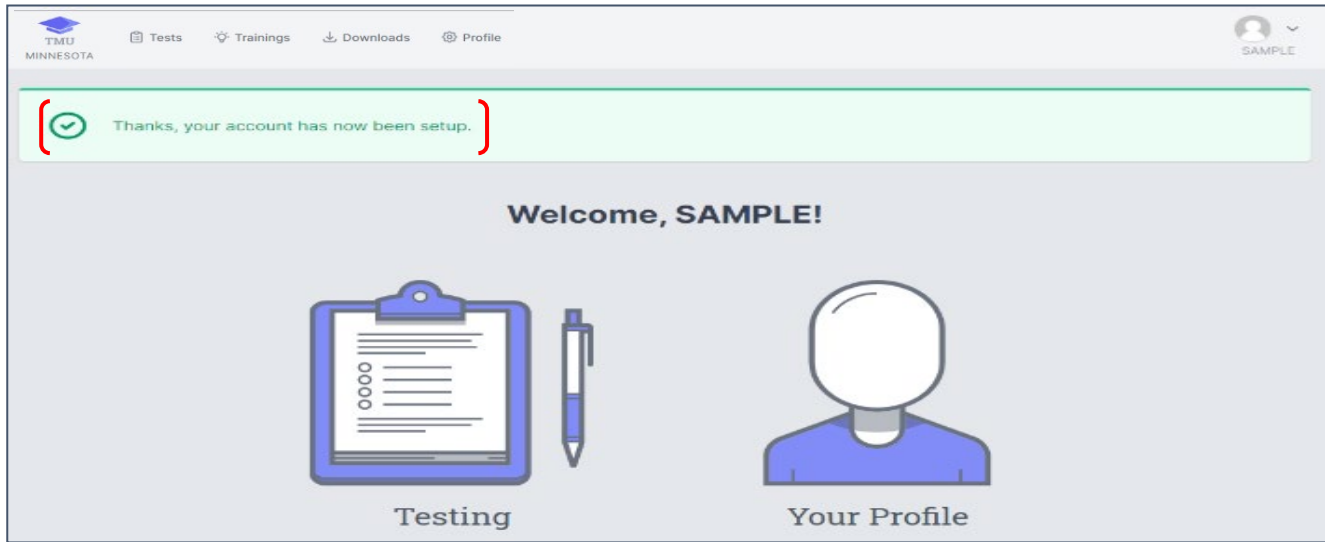 TMU
MINNESOTA
Tests Trainings Downloads Profile
SAMPLE
Thanks, your account has now been setup.
Welcome, SAMPLE!
Testing
Your Profile